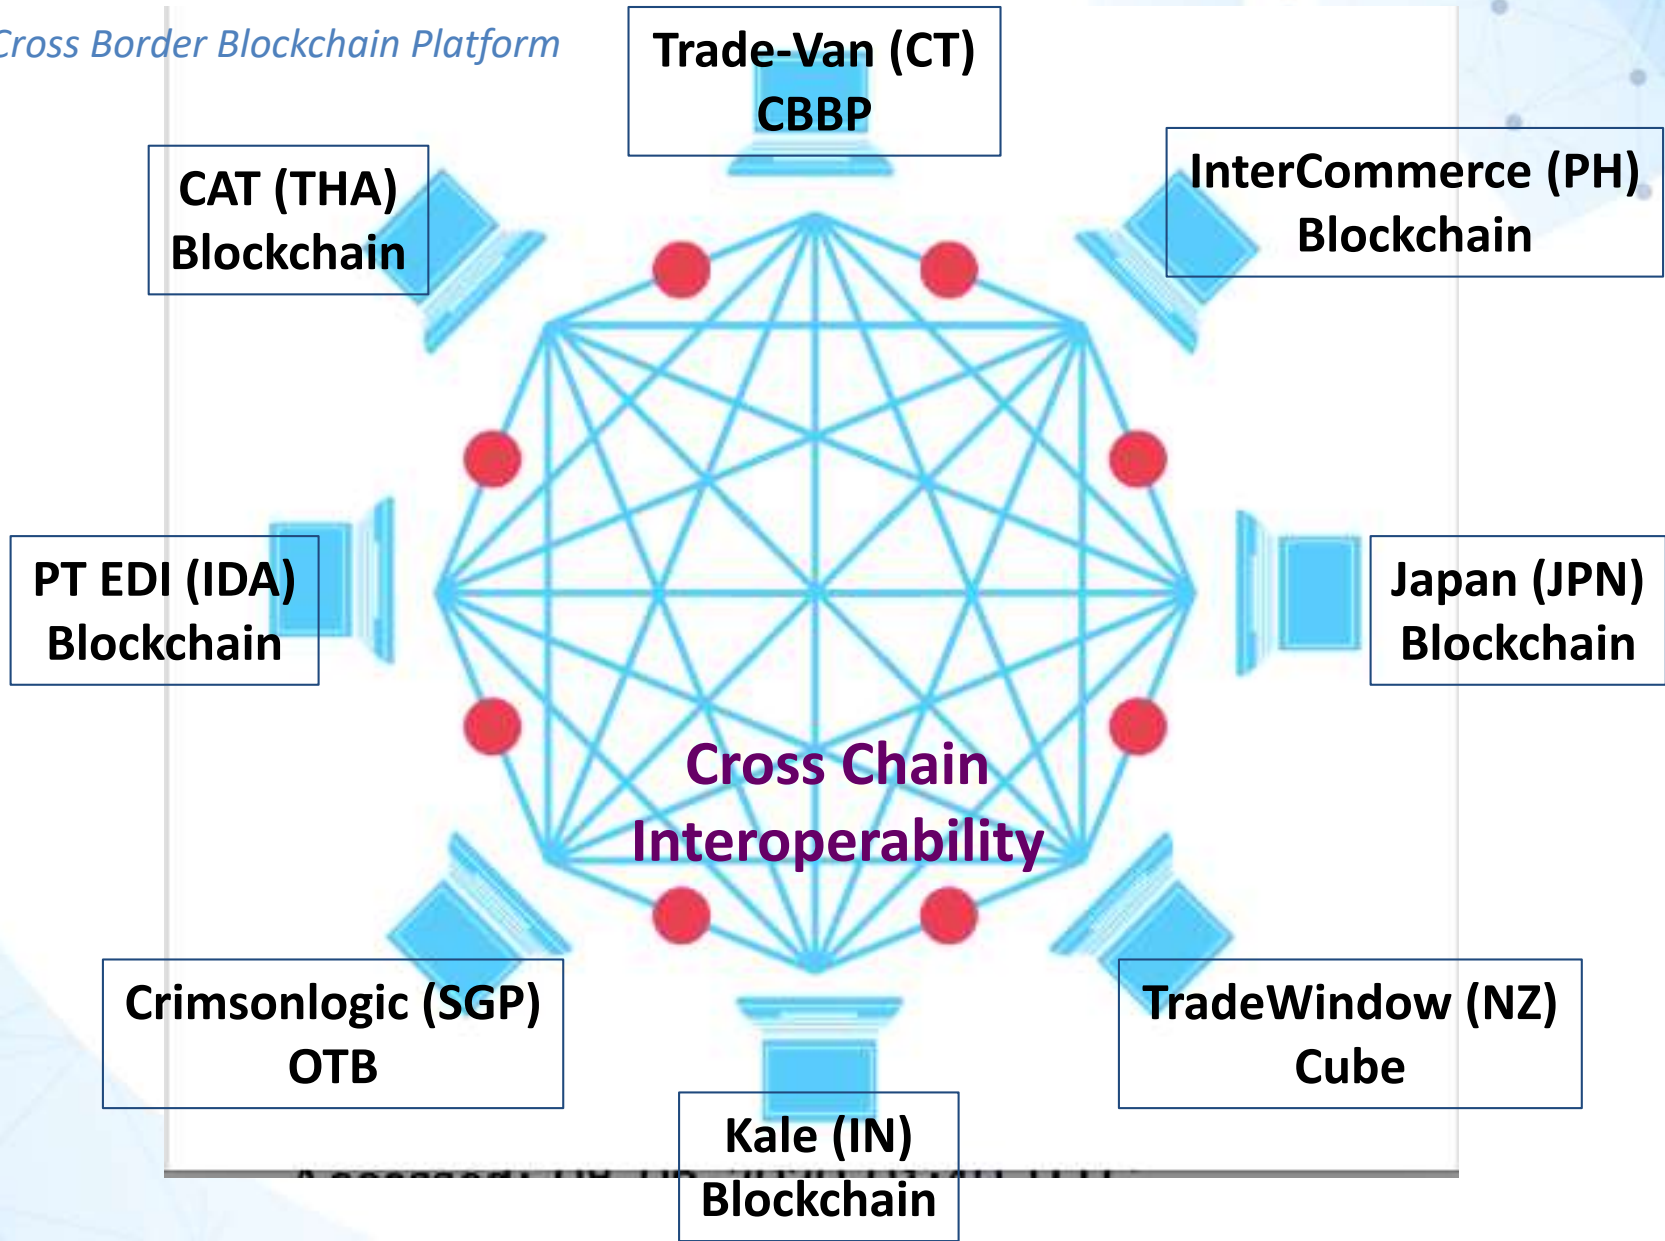 Cross Border Blockchain Platform
Trade-Van (CT)
CBBP
CAT (THA)
Blockchain
InterCommerce (PH)
Blockchain
PT EDI (IDA)
Blockchain
Japan (JPN)
Blockchain
Cross Chain
Interoperability
Crimsonlogic (SGP)
OTB
TradeWindow (NZ)
Cube
Kale (IN)
Blockchain